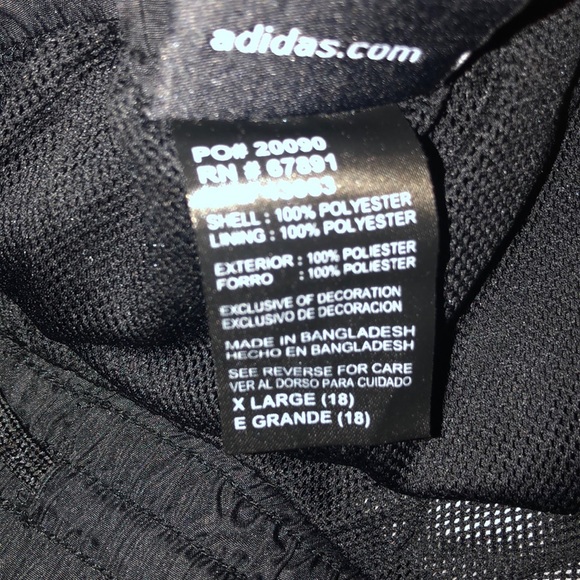 adidas.com
PO# 20090
RN # 67891
SHELL : 100% POLYESTER
LINING : 100% POLYESTER
EXTERIOR : 100% POLIESTER
FORRO : 100% POLIESTER
EXCLUSIVE OF DECORATION
EXCLUSIVO DE DECORACION
MADE IN BANGLADESH
HECHO EN BANGLADESH
SEE REVERSE FOR CARE
VER AL DORSO PARA CUIDADO
X LARGE (18)
E GRANDE (18)